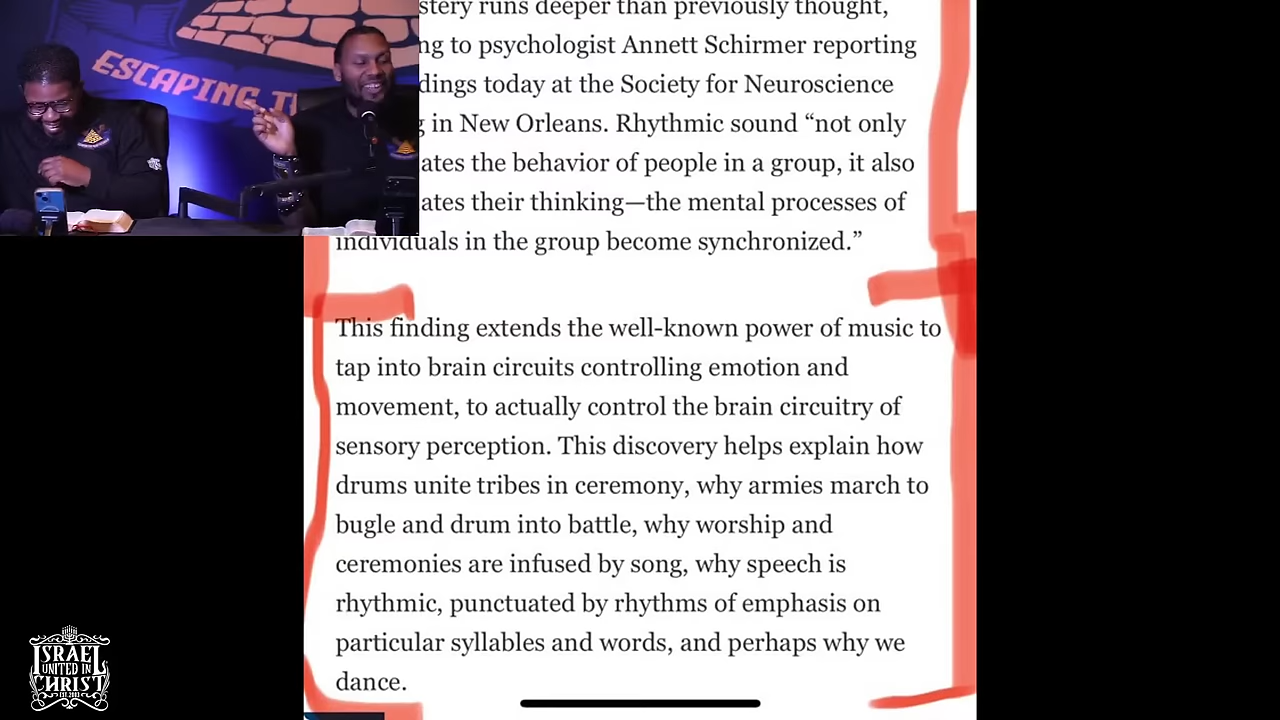 ESCAPING T
stery runs deeper than previously thought,
ng to psychologist Annett Schirmer reporting
dings today at the Society for Neuroscience
g in New Orleans. Rhythmic sound “not only
ates the behavior of people in a group, it also
ates their thinking—the mental processes of
individuals in the group become synchronized.”
This finding extends the well-known power of music to
tap into brain circuits controlling emotion and
movement, to actually control the brain circuitry of
sensory perception. This discovery helps explain how
drums unite tribes in ceremony, why armies march to
bugle and drum into battle, why worship and
ceremonies are infused by song, why speech is
rhythmic, punctuated by rhythms of emphasis on
particular syllables and words, and perhaps why we
dance.
ISRAEL
UNITED IN
CHRIST
EST. 2003